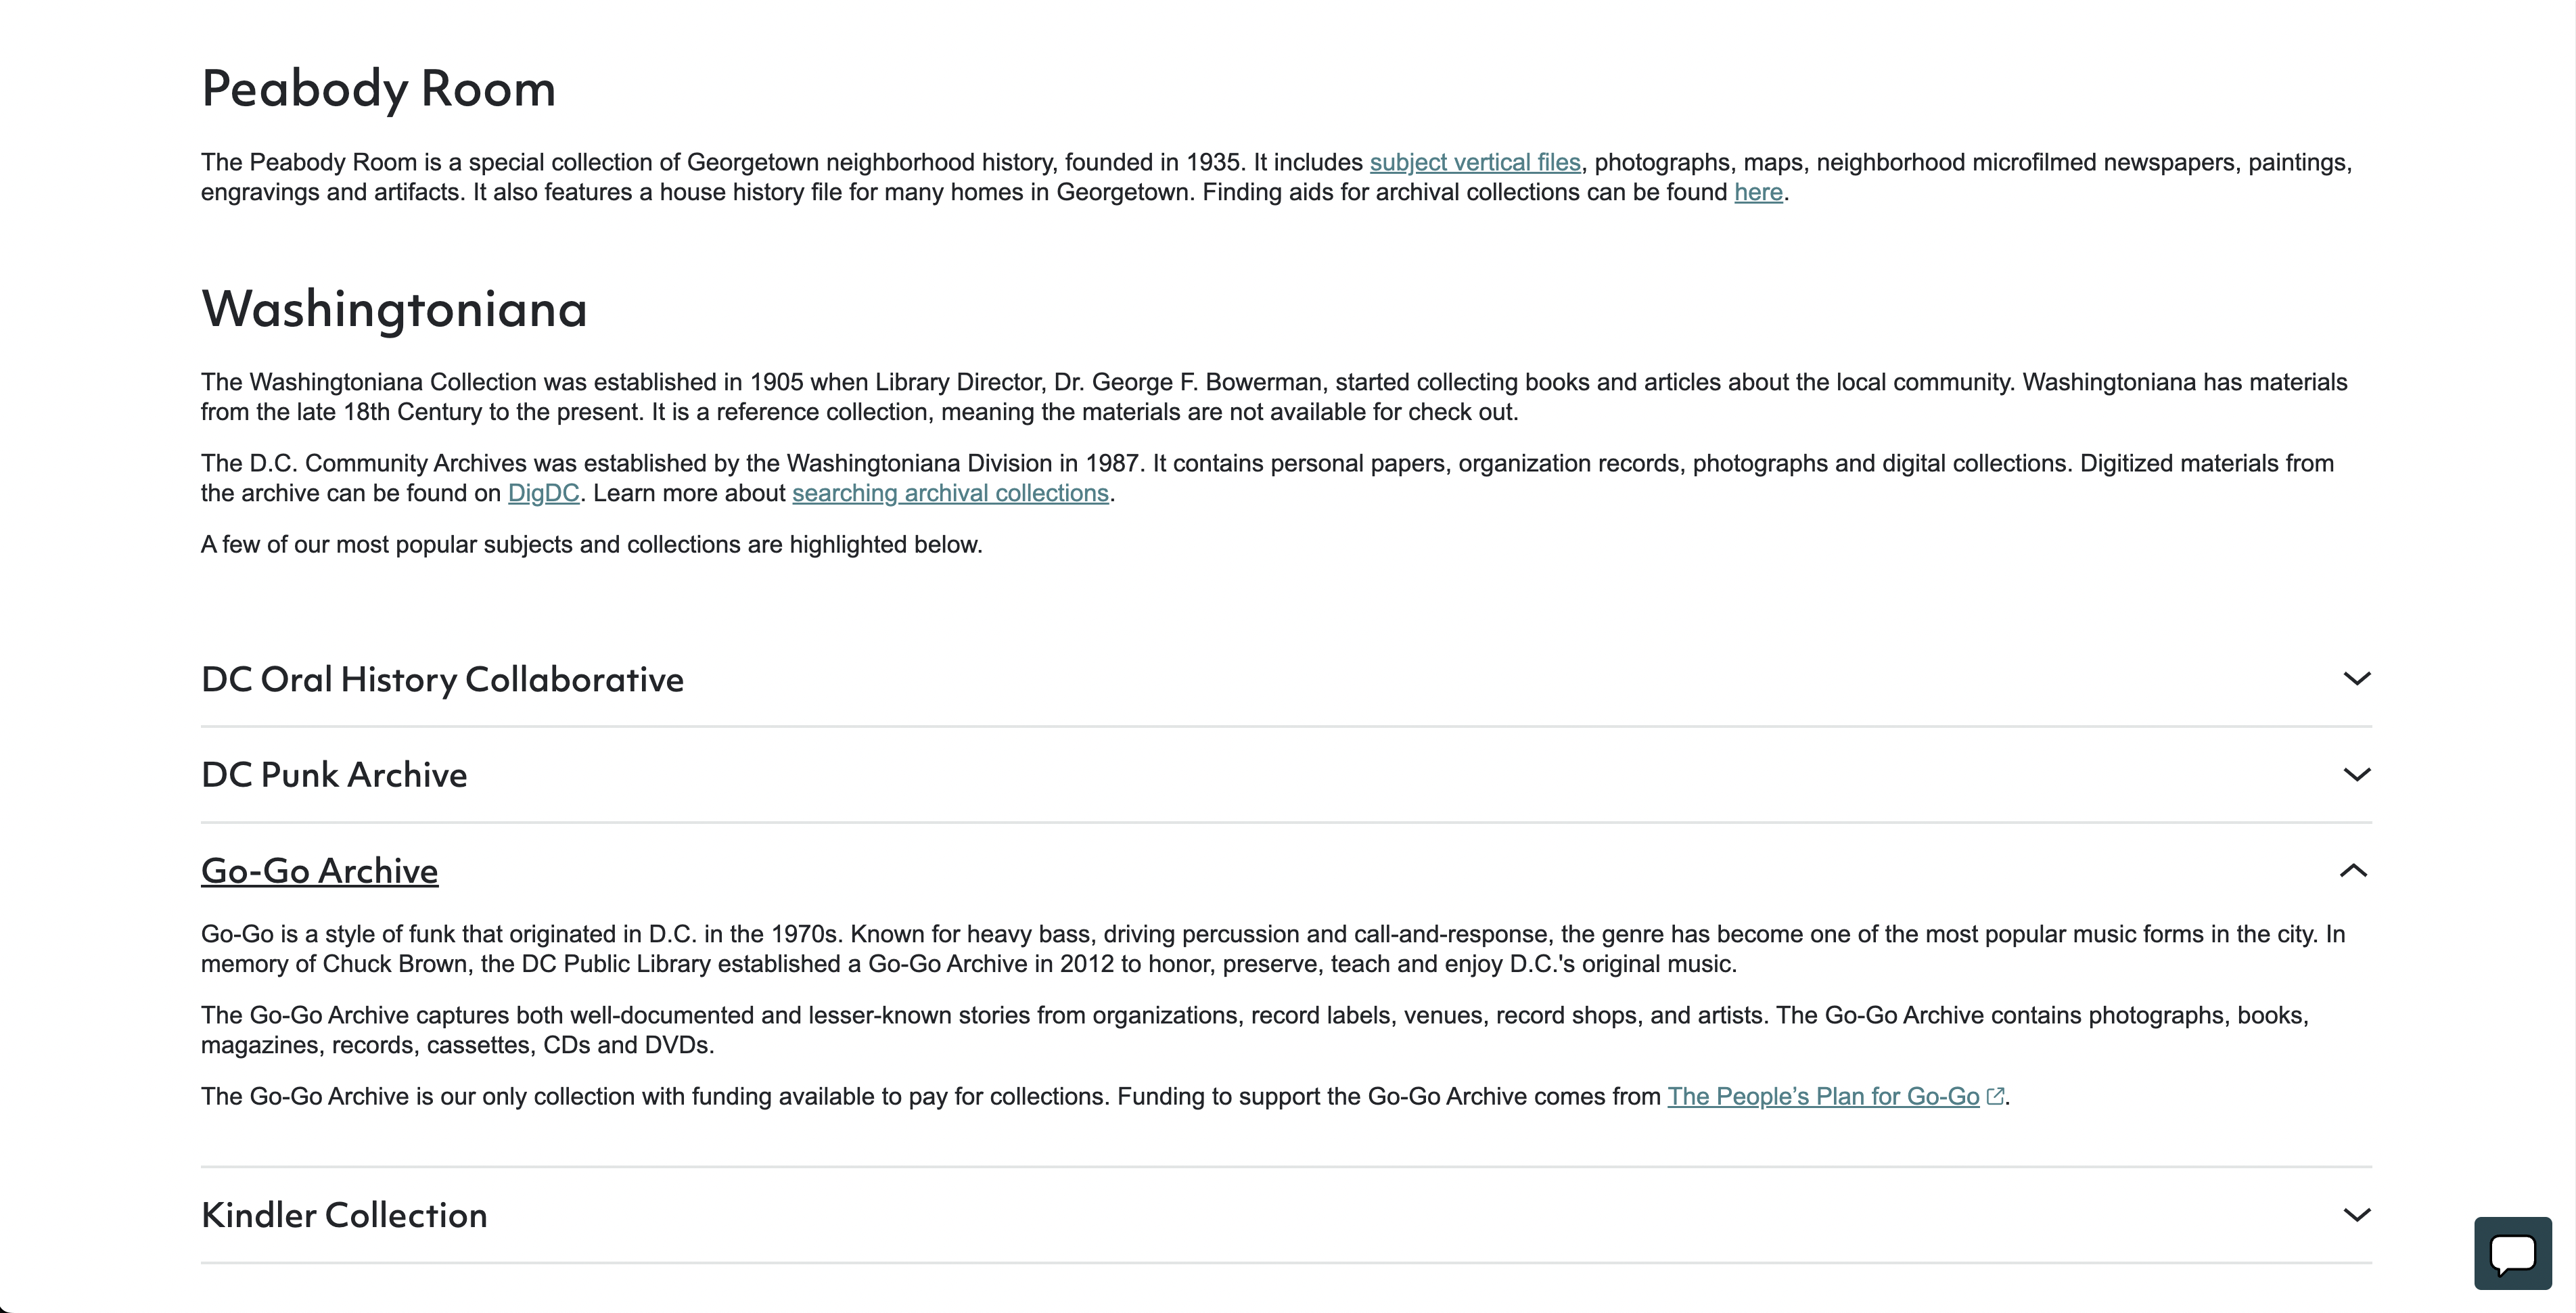 Peabody Room
The Peabody Room is a special collection of Georgetown neighborhood history, founded in 1935. It includes subject vertical files, photographs, maps, neighborhood microfilmed newspapers, paintings,
engravings and artifacts. It also features a house history file for many homes in Georgetown. Finding aids for archival collections can be found here.
Washingtoniana
The Washingtoniana Collection was established in 1905 when Library Director, Dr. George F. Bowerman, started collecting books and articles about the local community. Washingtoniana has materials
from the late 18th Century to the present. It is a reference collection, meaning the materials are not available for check out.
The D.C. Community Archives was established by the Washingtoniana Division in 1987. It contains personal papers, organization records, photographs and digital collections. Digitized materials from
the archive can be found on DigDC. Learn more about searching archival collections.
A few of our most popular subjects and collections are highlighted below.
DC Oral History Collaborative
DC Punk Archive
Go-Go Archive
Go-Go is a style of funk that originated in D.C. in the 1970s. Known for heavy bass, driving percussion and call-and-response, the genre has become one of the most popular music forms in the city. In
memory of Chuck Brown, the DC Public Library established a Go-Go Archive in 2012 to honor, preserve, teach and enjoy D.C.'s original music.
The Go-Go Archive captures both well-documented and lesser-known stories from organizations, record labels, venues, record shops, and artists. The Go-Go Archive contains photographs, books,
magazines, records, cassettes, CDs and DVDs.
The Go-Go Archive is our only collection with funding available to pay for collections. Funding to support the Go-Go Archive comes from The People’s Plan for Go-Go.
Kindler Collection